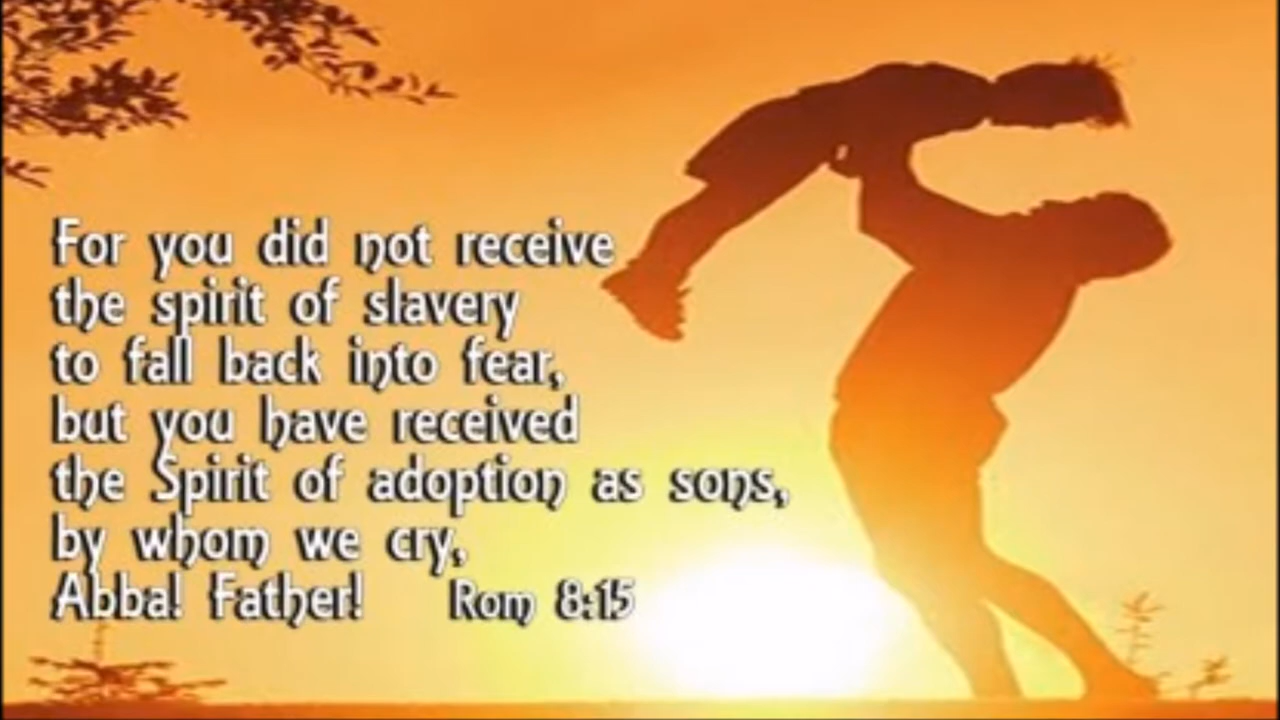 For you did not receive
the spirit of slavery
to fall back into fear,
but you have received
the Spirit of adoption as sons,
by whom we cry,
Abba! Father! Rom 8:15